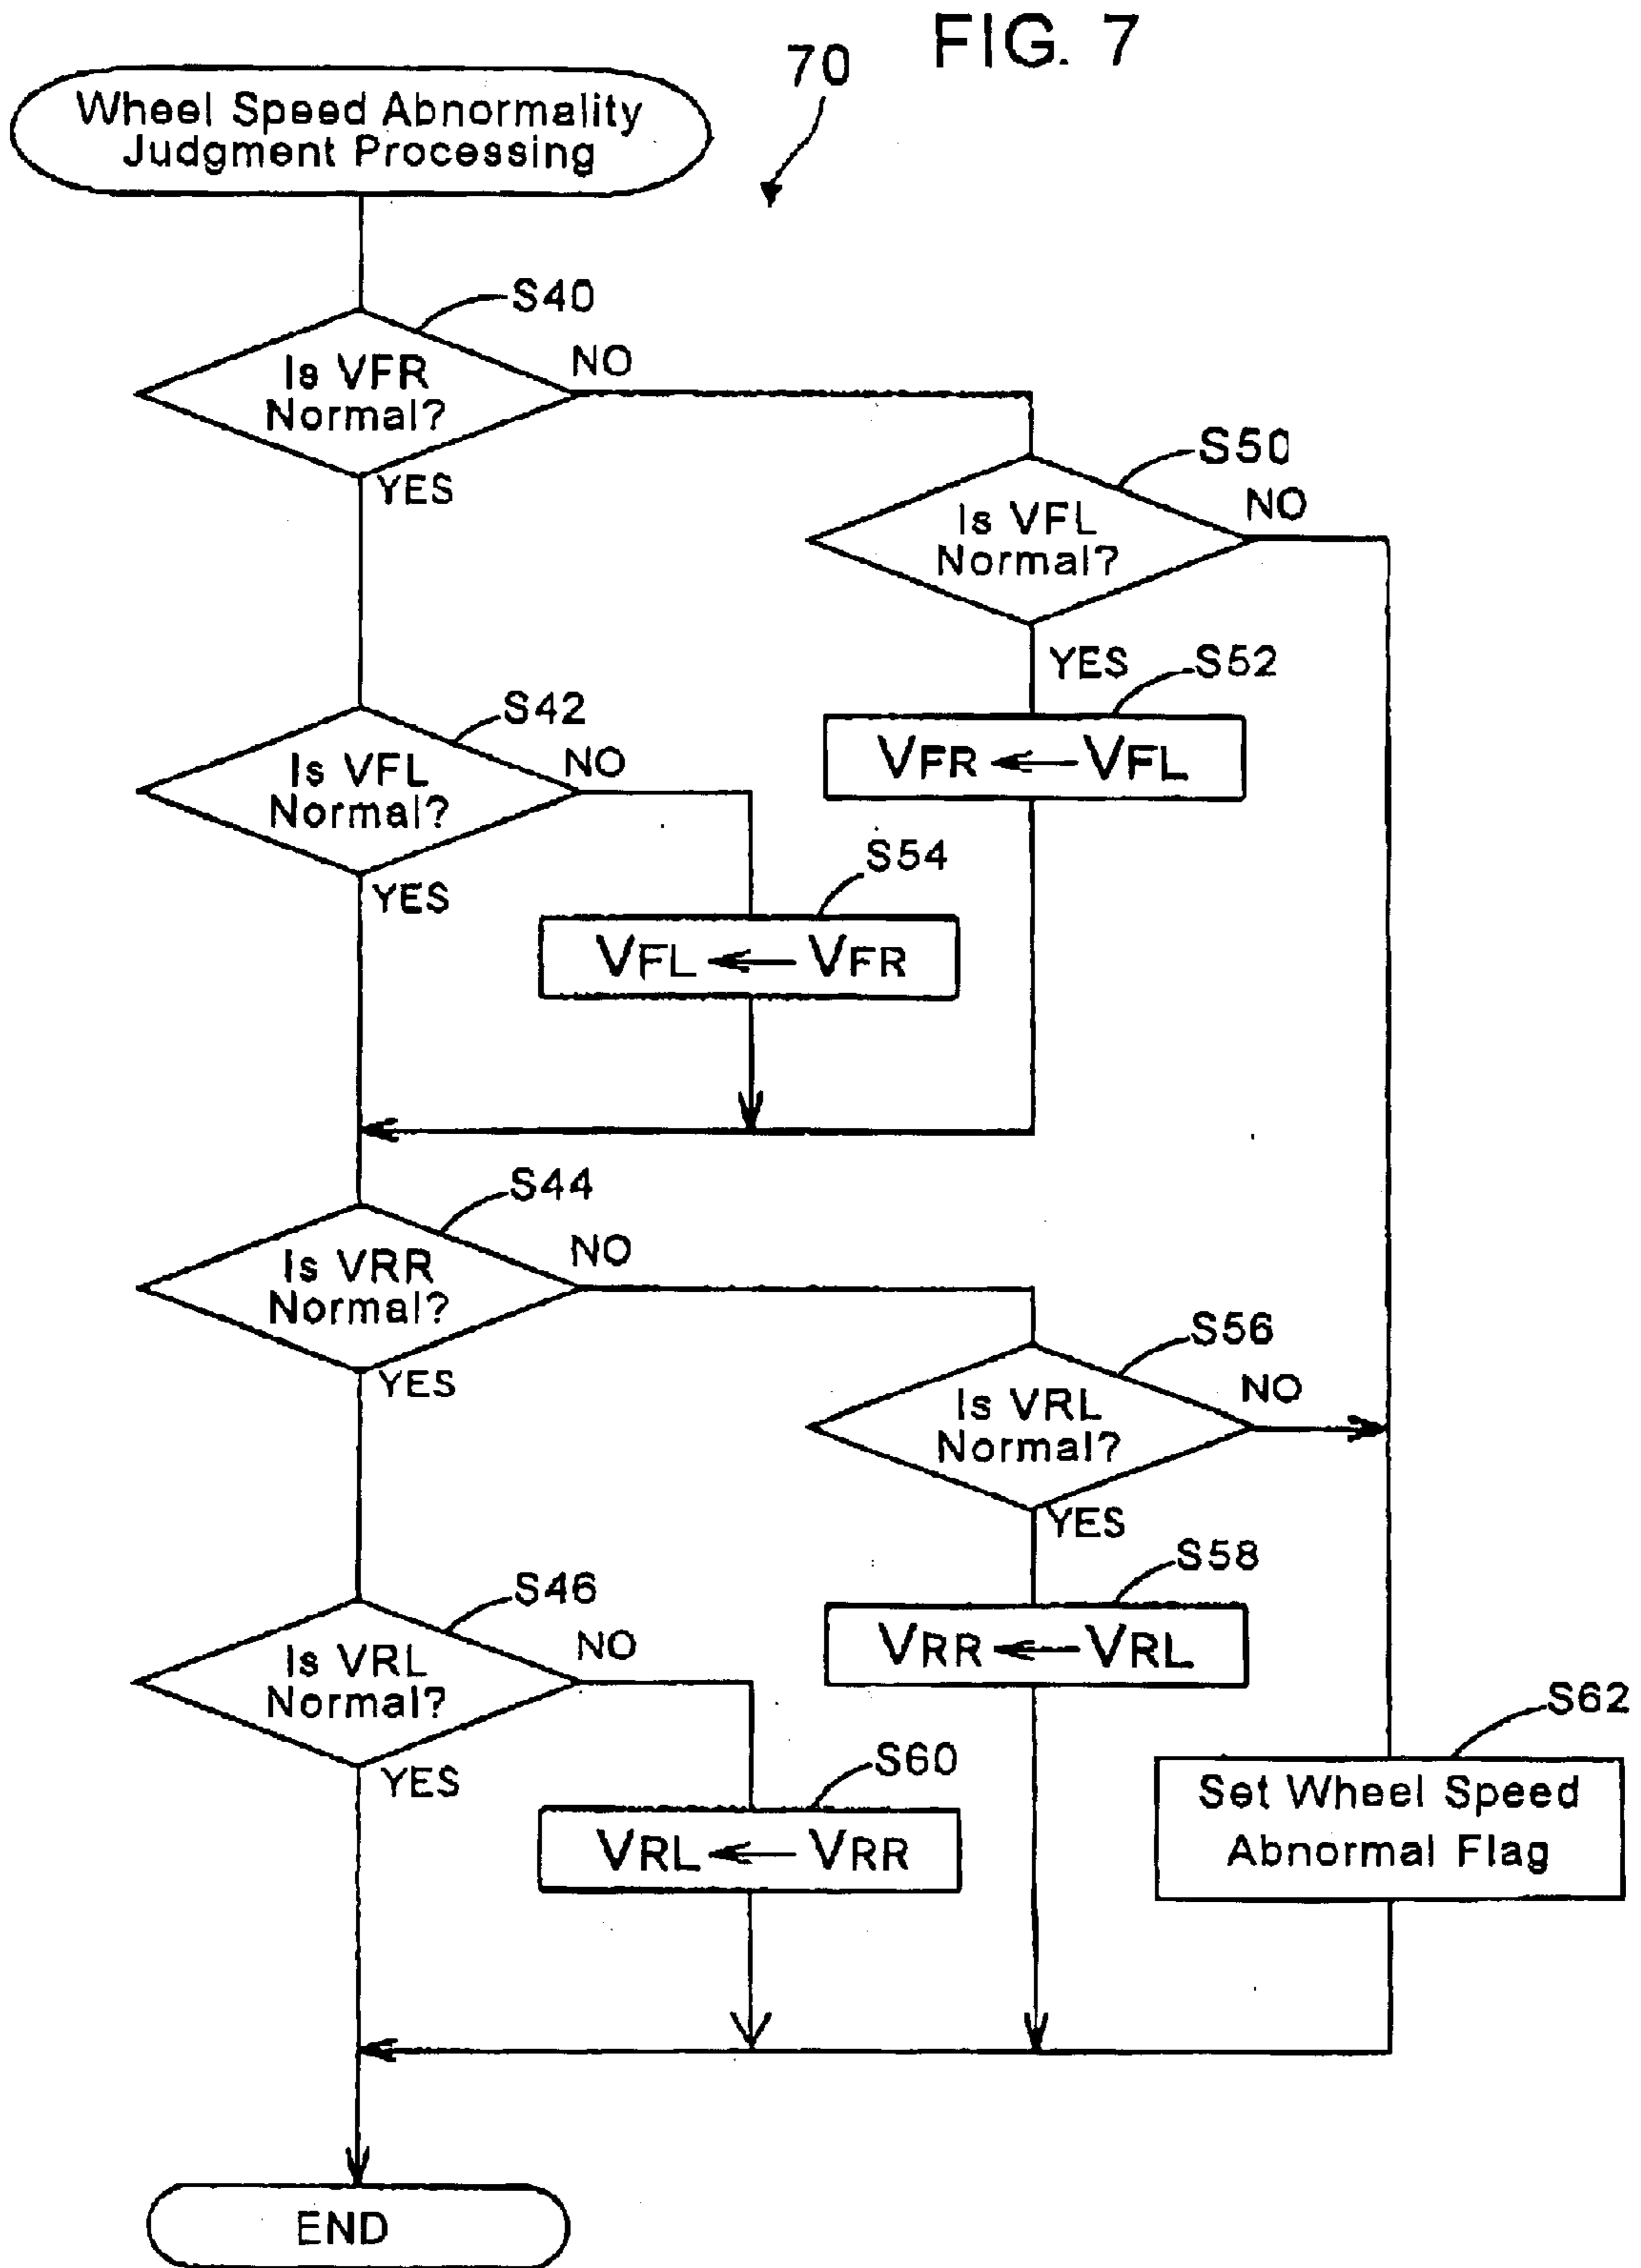 FIG. 7
70
Wheel Speed Abnormality
Judgment Processing
S40
Is VFR
Normal?
NO
YES
S50
Is VFL
Normal?
NO
YES
S52
VFR ← VFL
S42
Is VFL
Normal?
NO
YES
S54
VFL ← VFR
S44
Is VRR
Normal?
NO
YES
S56
Is VRL
Normal?
NO
YES
S58
VRR ← VRL
S46
Is VRL
Normal?
NO
YES
S60
VRL ← VRR
S62
Set Wheel Speed
Abnormal Flag
END